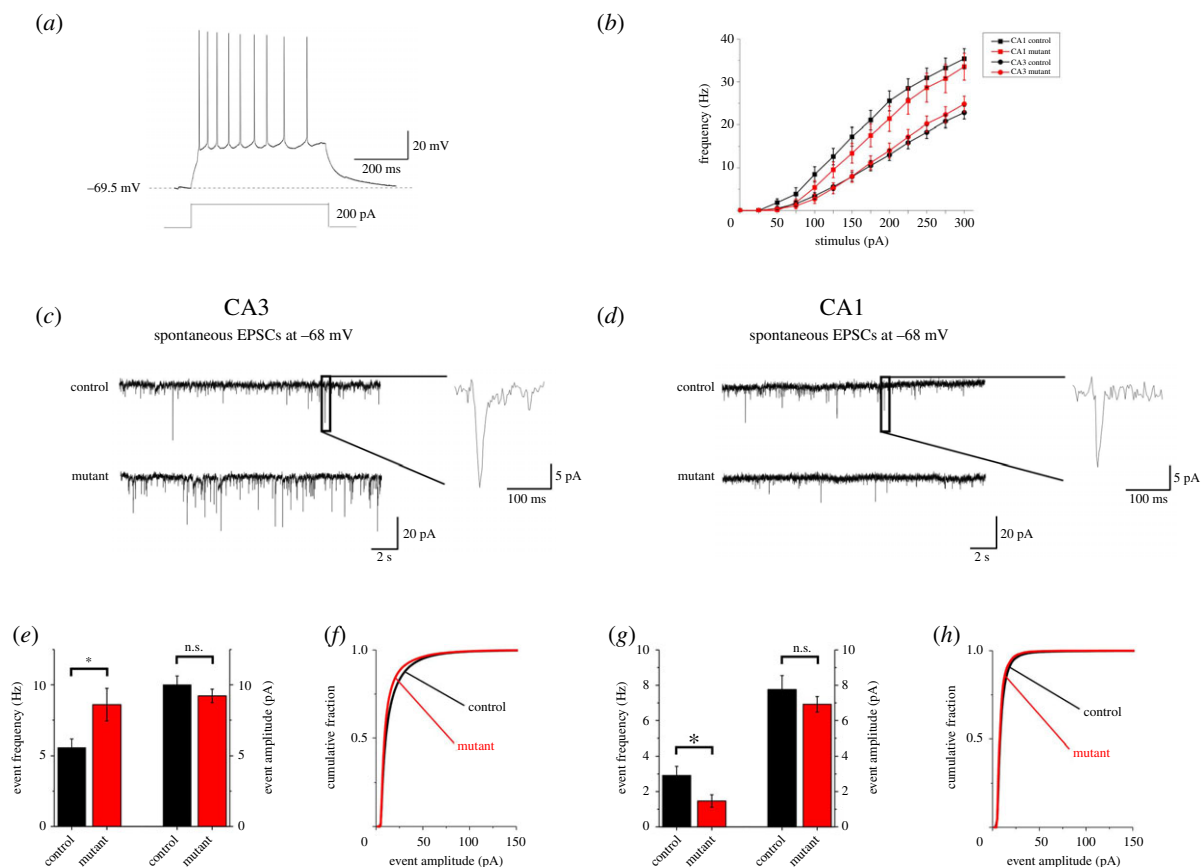 (a)
20 mV
200 ms
–69.5 mV
200 pA
(b)
CA1 control
CA1 mutant
CA3 control
CA3 mutant
40
30
20
10
frequency (Hz)
0 50 100 150 200 250 300
stimulus (pA)
(c)
CA3
spontaneous EPSCs at –68 mV
control
mutant
5 pA
100 ms
20 pA
2 s
(d)
CA1
spontaneous EPSCs at –68 mV
control
mutant
5 pA
100 ms
20 pA
2 s
(e)
*
n.s.
10
5
0
event frequency (Hz)
10
5
0
event amplitude (pA)
control
mutant
control
mutant
(f)
1.0
0.5
cumulative fraction
control
mutant
0 50 100 150
event amplitude (pA)
(g)
*
n.s.
10
8
6
4
2
0
event frequency (Hz)
10
8
6
4
2
0
event amplitude (pA)
control
mutant
control
mutant
(h)
1.0
0.5
cumulative fraction
control
mutant
0 50 100 150
event amplitude (pA)